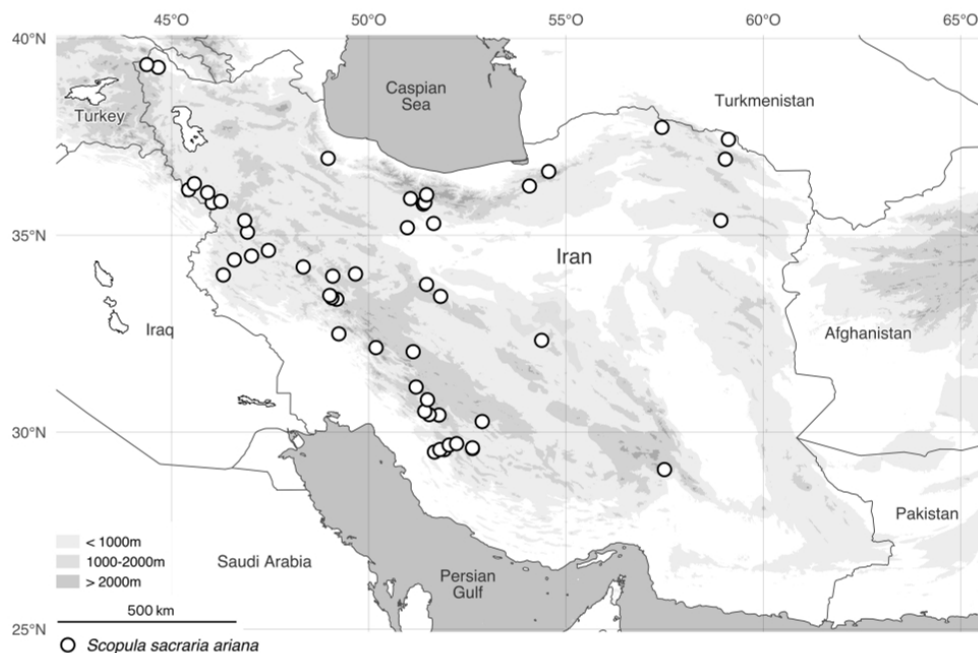 45°O 50°O 55°O 60°O 65°O
40°N
Caspian
Sea
Turkmenistan
Turkey
35°N
Iran
Iraq
Afghanistan
30°N
Pakistan
< 1000m
1000-2000m
> 2000m
Saudi Arabia
Persian
Gulf
500 km
25°N
Scopula sacraria ariana